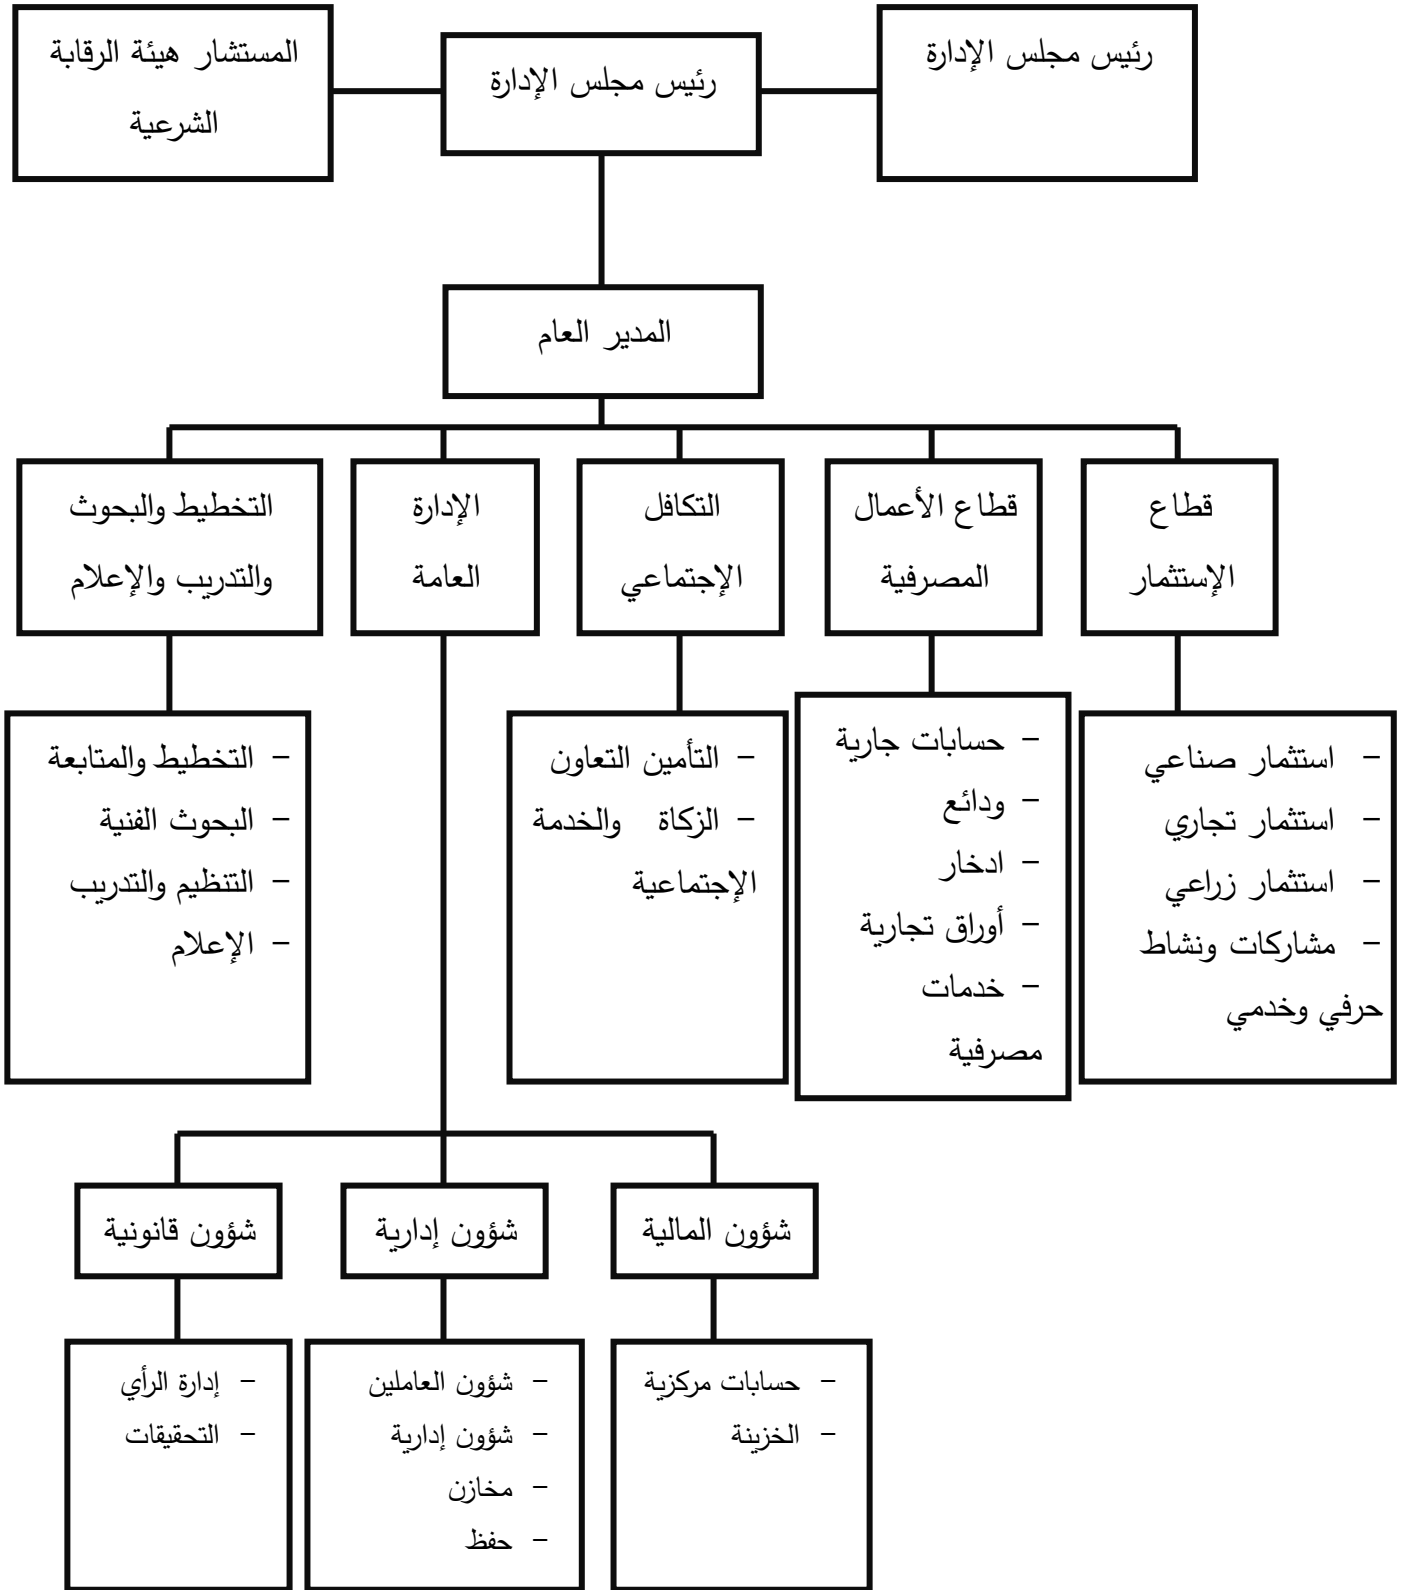 رئيس مجلس الإدارة
رئيس مجلس الإدارة
المستشار هيئة الرقابة
الشرعية
المدير العام
قطاع
الإستثمار
قطاع الأعمال
المصرفية
التكافل
الإجتماعي
الإدارة
العامة
التخطيط والبحوث
والتدريب والإعلام
- استثمار صناعي
- استثمار تجاري
- استثمار زراعي
- مشاركات ونشاط
حرفي وخدمي
- حسابات جارية
- ودائع
- ادخار
- أوراق تجارية
- خدمات
مصرفية
- التأمين التعاون
- الزكاة والخدمة
الإجتماعية
- التخطيط والمتابعة
- البحوث الفنية
- التنظيم والتدريب
- الإعلام
شؤون المالية
شؤون إدارية
شؤون قانونية
- حسابات مركزية
- الخزينة
- شؤون العاملين
- شؤون إدارية
- مخازن
- حفظ
- إدارة الرأي
- التحقيقات